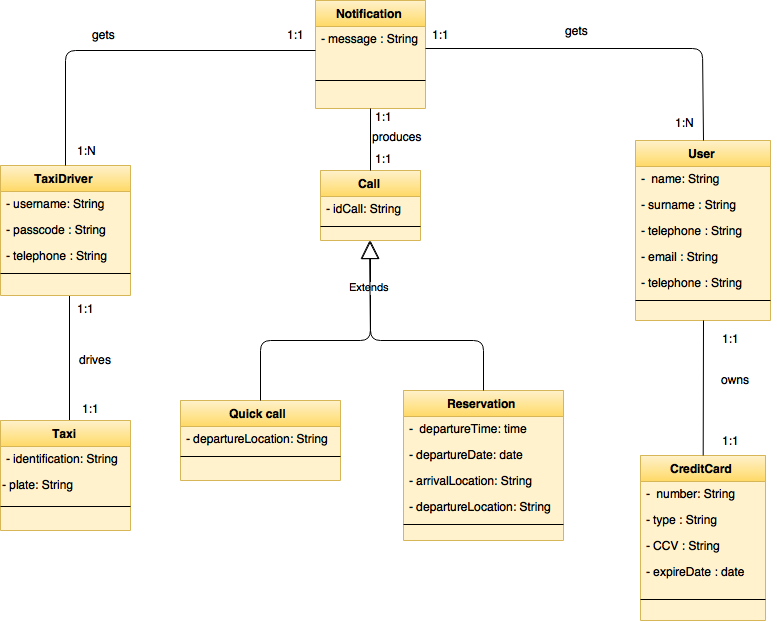 Notification
- message : String
gets
1:1
1:1
gets
1:1
produces
1:1
1:N
1:N
TaxiDriver
- username: String
- passcode : String
- telephone : String
Call
- idCall: String
User
- name: String
- surname : String
- telephone : String
- email : String
- telephone : String
Extends
1:1
drives
1:1
1:1
owns
1:1
Taxi
- identification: String
- plate: String
Quick call
- departureLocation: String
Reservation
- departureTime: time
- departureDate: date
- arrivalLocation: String
- departureLocation: String
CreditCard
- number: String
- type : String
- CCV : String
- expireDate : date